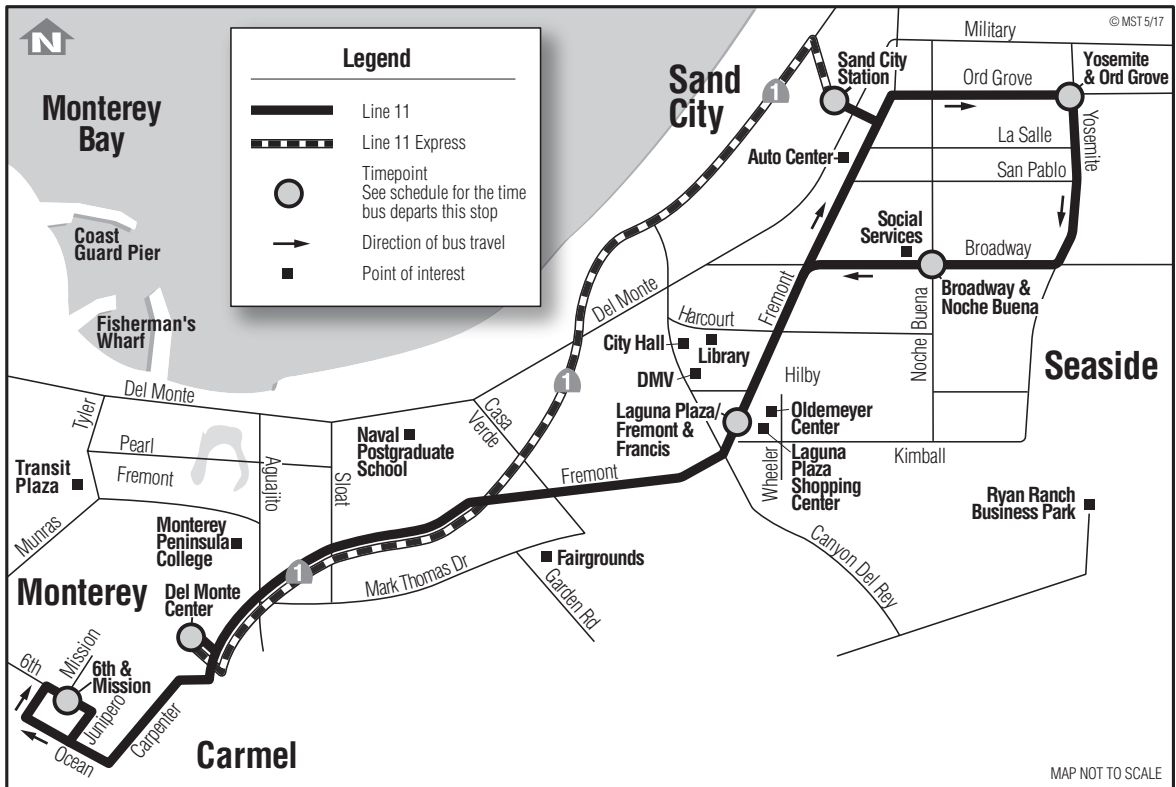 © MST 5/17
N
Legend
Line 11
Line 11 Express
Timepoint
See schedule for the time
bus departs this stop
Direction of bus travel
Point of interest
Monterey
Bay
Coast
Guard Pier
Fisherman's
Wharf
Sand
City
1
Sand City
Station
Military
Ord Grove
Yosemite
& Ord Grove
Yosemite
La Salle
San Pablo
Auto Center
Social
Services
Broadway
Broadway &
Noche Buena
Noche Buena
Fremont
Del Monte
Harcourt
City Hall
Library
DMV
Hilby
Seaside
Laguna Plaza/
Fremont &
Francis
Oldemeyer
Center
Laguna
Plaza
Shopping
Center
Wheeler
Kimball
Ryan Ranch
Business Park
Canyon Del Rey
1
Del Monte
Tyler
Pearl
Fremont
Transit
Plaza
Munras
Aguajito
Sloat
Naval
Postgraduate
School
Casa
Verde
Fremont
Monterey
Peninsula
College
1
Mark Thomas Dr
Fairgrounds
Garden Rd
Monterey
Del Monte
Center
6th
Mission
6th &
Mission
Junipero
Carpenter
Ocean
Carmel
MAP NOT TO SCALE